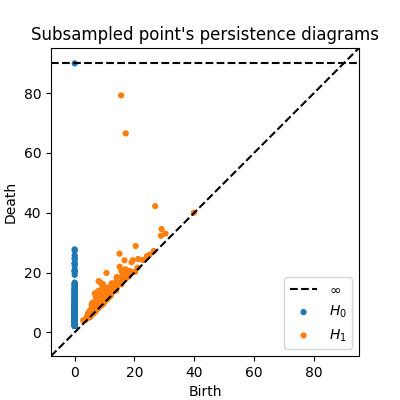 Subsampled point's persistence diagrams
80
60
40
20
0
Death
∞
H₀
H₁
0 20 40 60 80
Birth